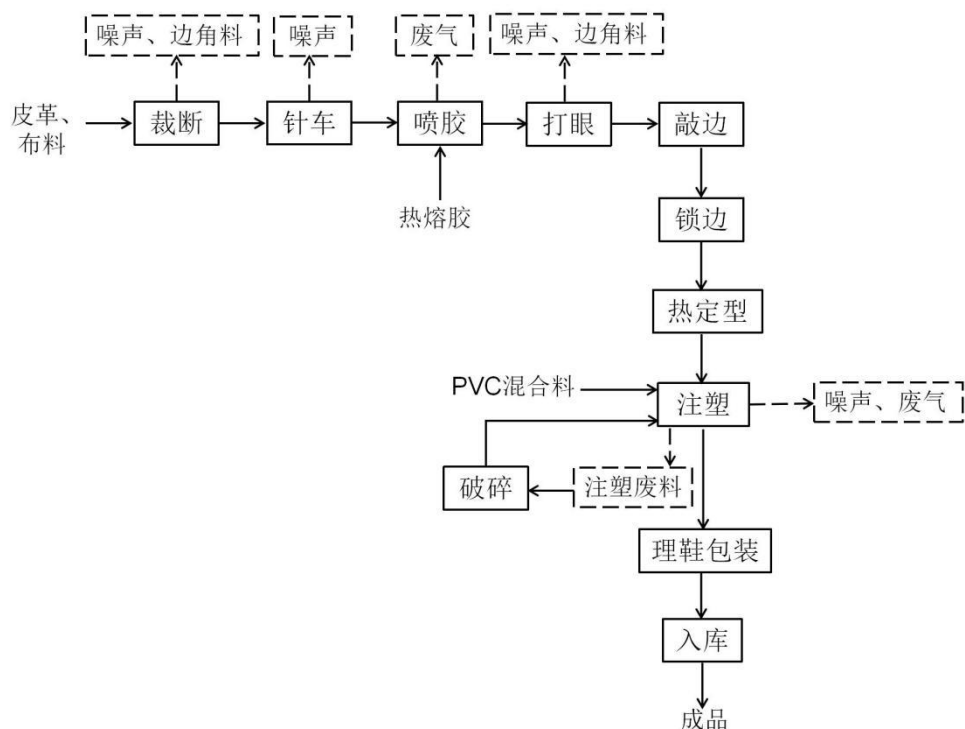 噪声、边角料
噪声
废气
噪声、边角料
皮革、
布料
裁断
针车
喷胶
打眼
敲边
热熔胶
锁边
热定型
PVC混合料
注塑
噪声、废气
破碎
注塑废料
理鞋包装
入库
成品